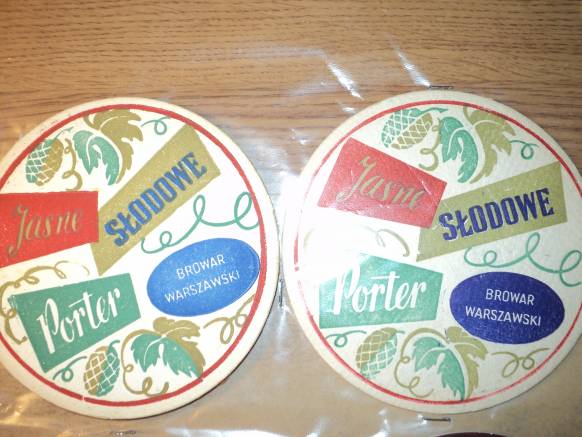 Jasne
SŁODOWE
BROWAR
WARSZAWSKI
Porter
Jasne
SŁODOWE
Porter
BROWAR
WARSZAWSKI